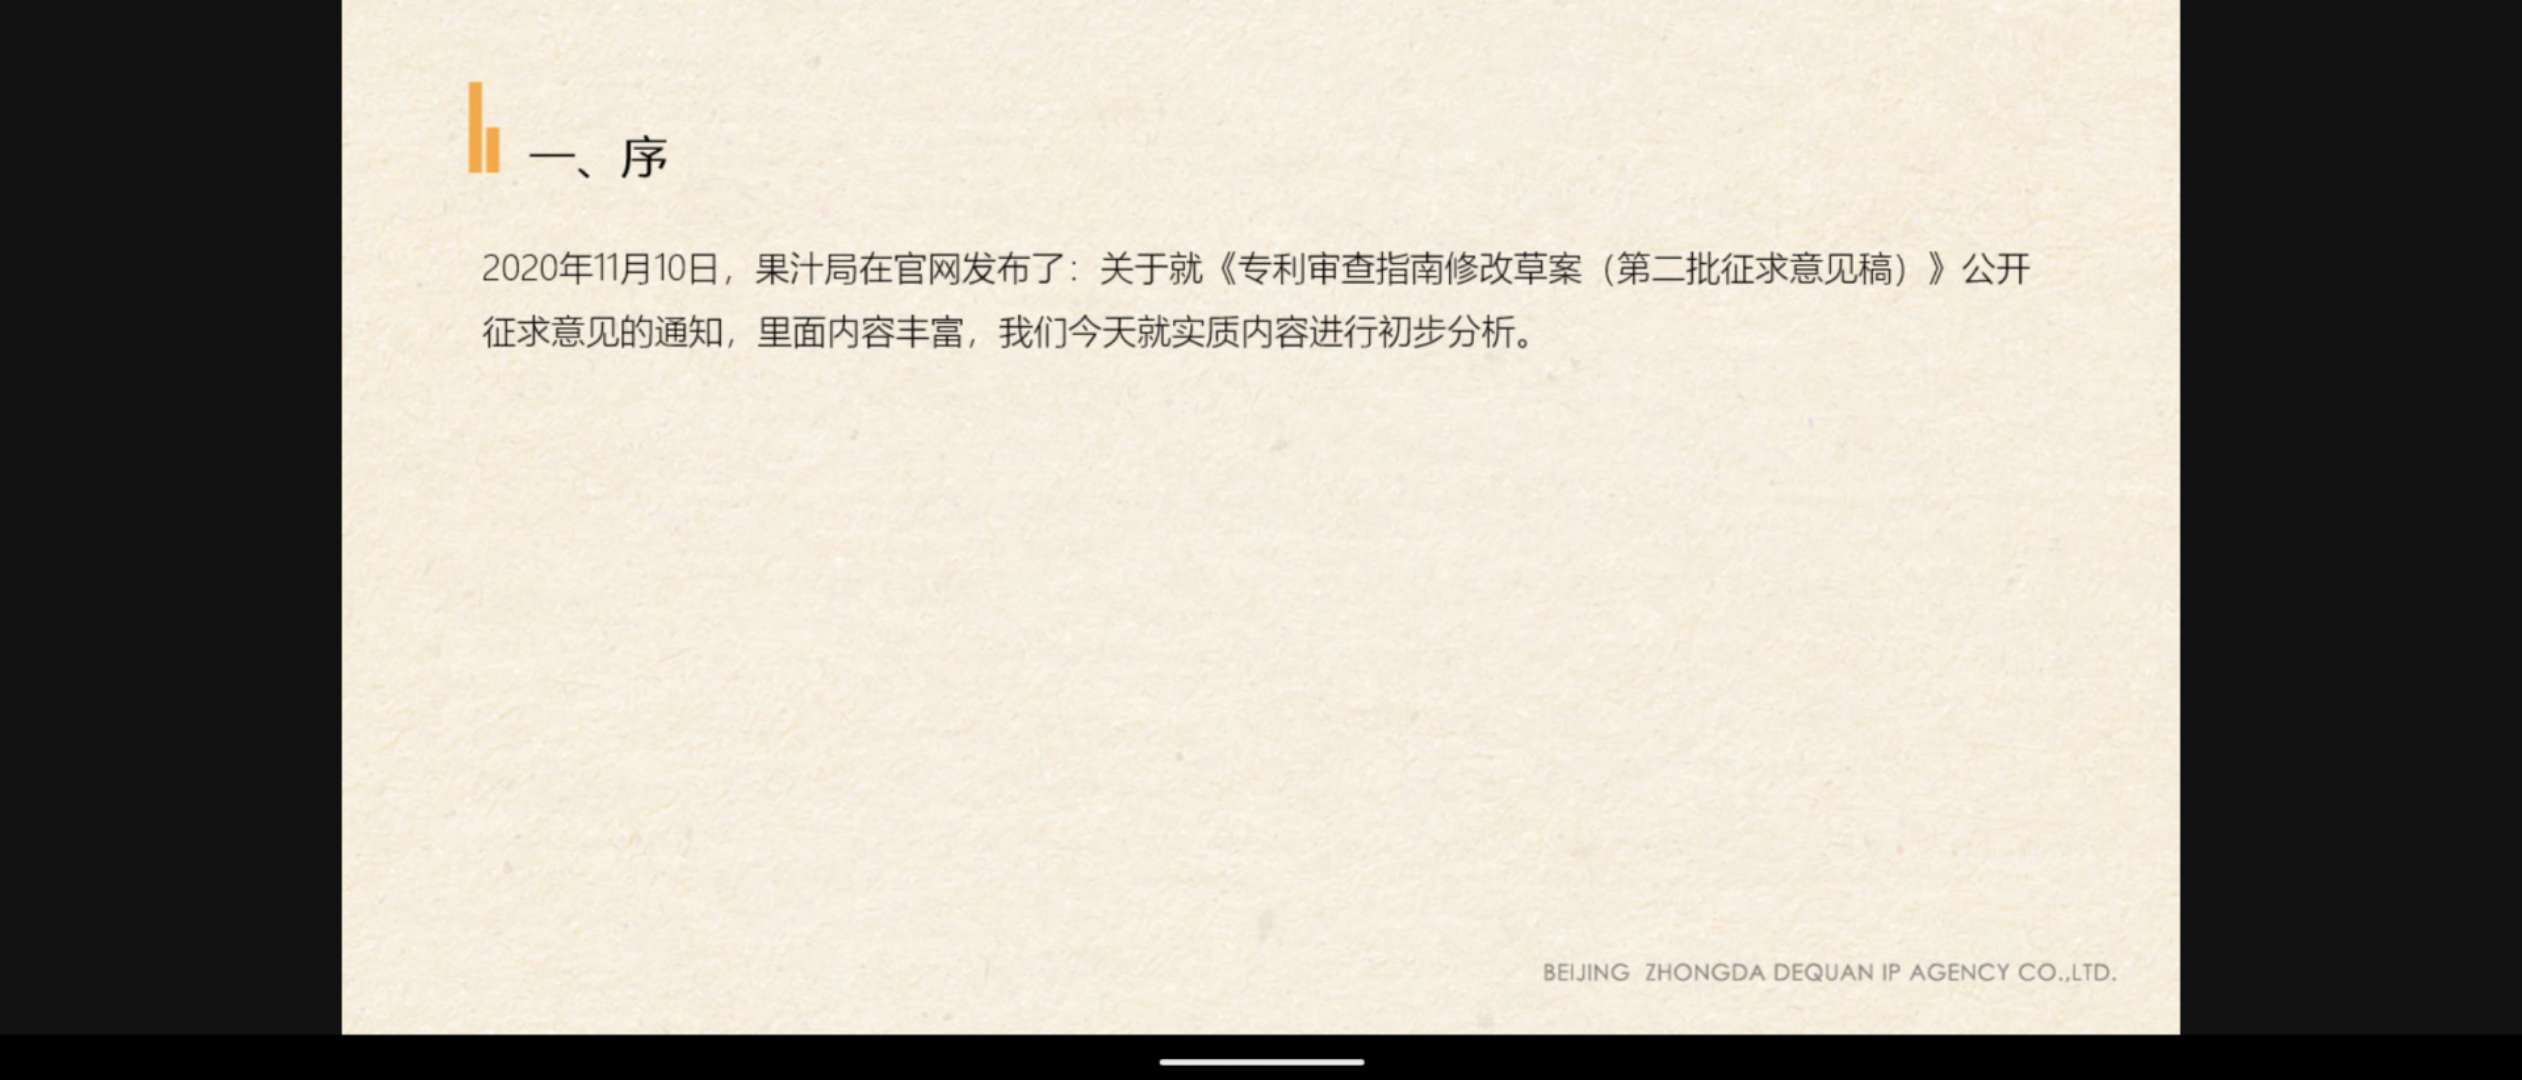 一、序
2020年11月10日，果汁局在官网发布了：关于就《专利审查指南修改草案（第二批征求意见稿）》公开
征求意见的通知，里面内容丰富，我们今天就实质内容进行初步分析。
BEIJING ZHONGDA DEQUAN IP AGENCY CO.,LTD.